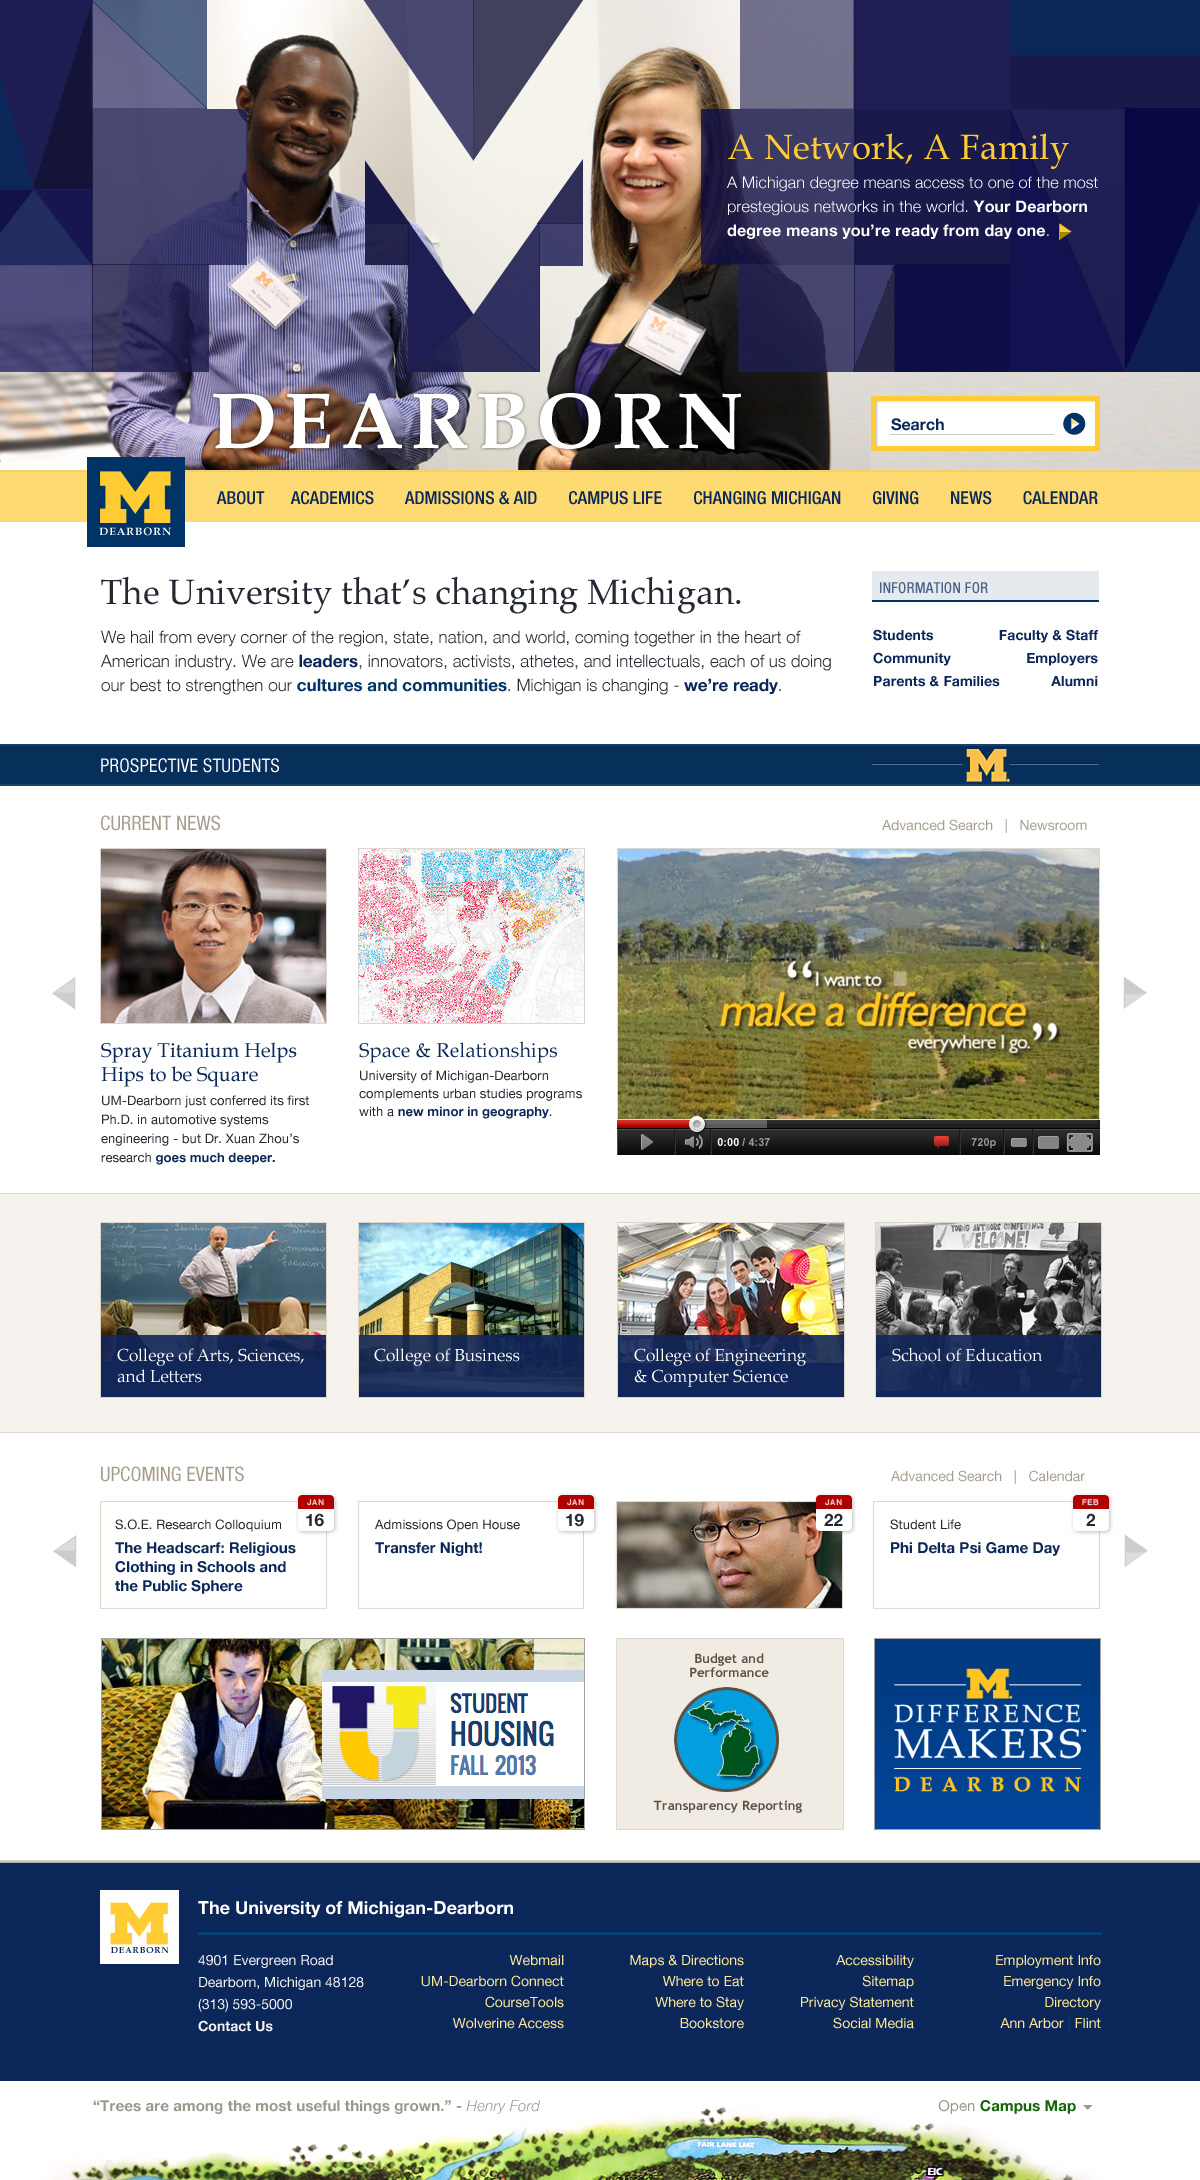 A Network, A Family
A Michigan degree means access to one of the most
prestegious networks in the world. Your Dearborn
degree means you're ready from day one.
DEARBORN
Search
M
DEARBORN
ABOUT
ACADEMICS
ADMISSIONS & AID
CAMPUS LIFE
CHANGING MICHIGAN
GIVING
NEWS
CALENDAR
The University that's changing Michigan.
We hail from every corner of the region, state, nation, and world, coming together in the heart of
American industry. We are leaders, innovators, activists, athetes, and intellectuals, each of us doing
our best to strengthen our cultures and communities. Michigan is changing - we're ready.
INFORMATION FOR
Students
Faculty & Staff
Community
Employers
Parents & Families
Alumni
PROSPECTIVE STUDENTS
M
CURRENT NEWS
Advanced Search | Newsroom
Spray Titanium Helps
Hips to be Square
UM-Dearborn just conferred its first
Ph.D. in automotive systems
engineering - but Dr. Xuan Zhou's
research goes much deeper.
Space & Relationships
University of Michigan-Dearborn
complements urban studies programs
with a new minor in geography.
“I want to
make a difference
everywhere I go.”
0:00 / 4:37
720p
YOUNG AUTHORS CONFERENCE
WELCOME!
College of Arts, Sciences,
and Letters
College of Business
College of Engineering
& Computer Science
School of Education
UPCOMING EVENTS
Advanced Search | Calendar
JAN
16
S.O.E. Research Colloquium
The Headscarf: Religious
Clothing in Schools and
the Public Sphere
JAN
19
Admissions Open House
Transfer Night!
JAN
22
FEB
2
Student Life
Phi Delta Psi Game Day
U
STUDENT
HOUSING
FALL 2013
Budget and
Performance
Transparency Reporting
M
DIFFERENCE
MAKERS™
DEARBORN
M
DEARBORN
The University of Michigan-Dearborn
4901 Evergreen Road
Dearborn, Michigan 48128
(313) 593-5000
Contact Us
Webmail
UM-Dearborn Connect
CourseTools
Wolverine Access
Maps & Directions
Where to Eat
Where to Stay
Bookstore
Accessibility
Sitemap
Privacy Statement
Social Media
Employment Info
Emergency Info
Directory
Ann Arbor | Flint
“Trees are among the most useful things grown.” - Henry Ford
Open Campus Map
FAIR LANE LAKE
EIC